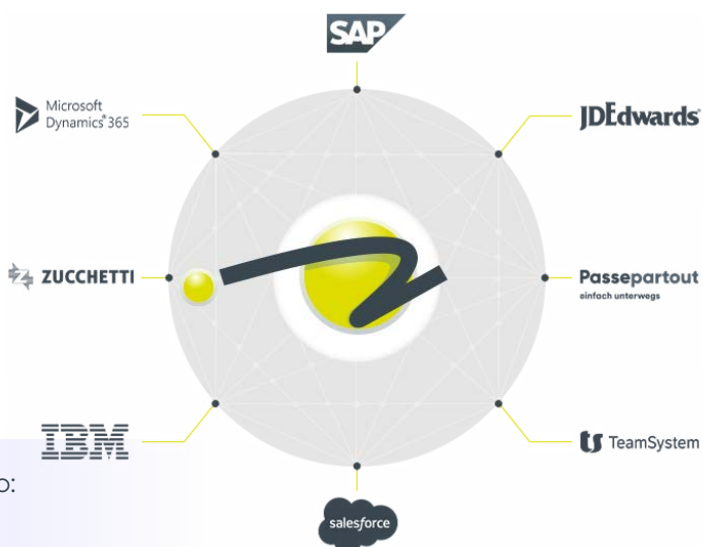 SAP
Microsoft
Dynamics® 365
JDEdwards®
ZUCCHETTI
Passepartout
einfach unterwegs
IBM
TeamSystem
o:
salesforce